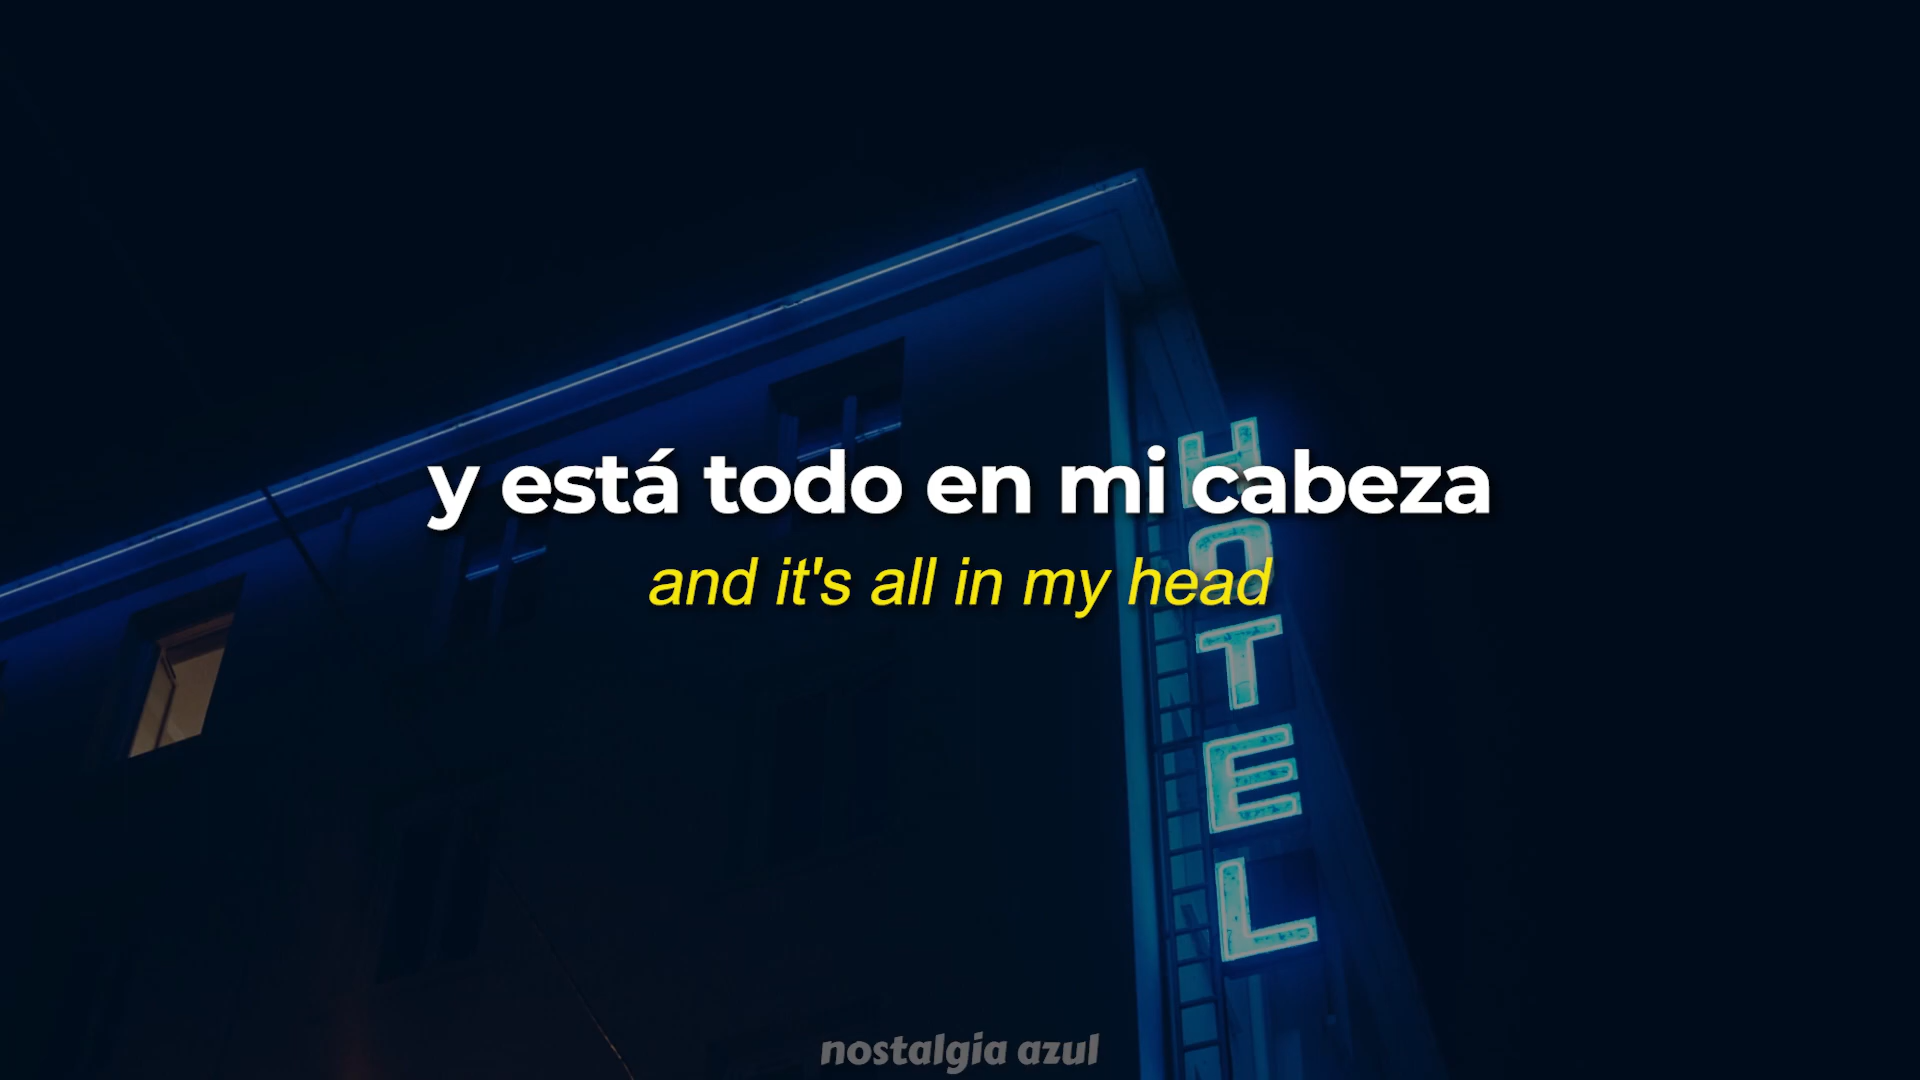 y está todo en mi cabeza
and it's all in my head
HOTEL
nostalgia azul